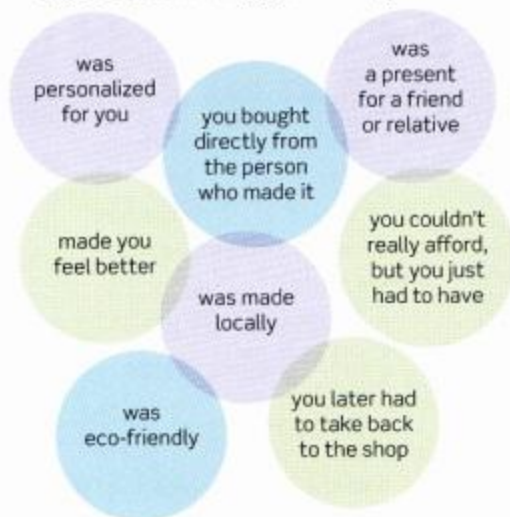 was
personalized
for you
was
a present
for a friend
or relative
you bought
directly from
the person
who made it
made you
feel better
you couldn't
really afford,
but you just
had to have
was made
locally
was
eco-friendly
you later had
to take back
to the shop